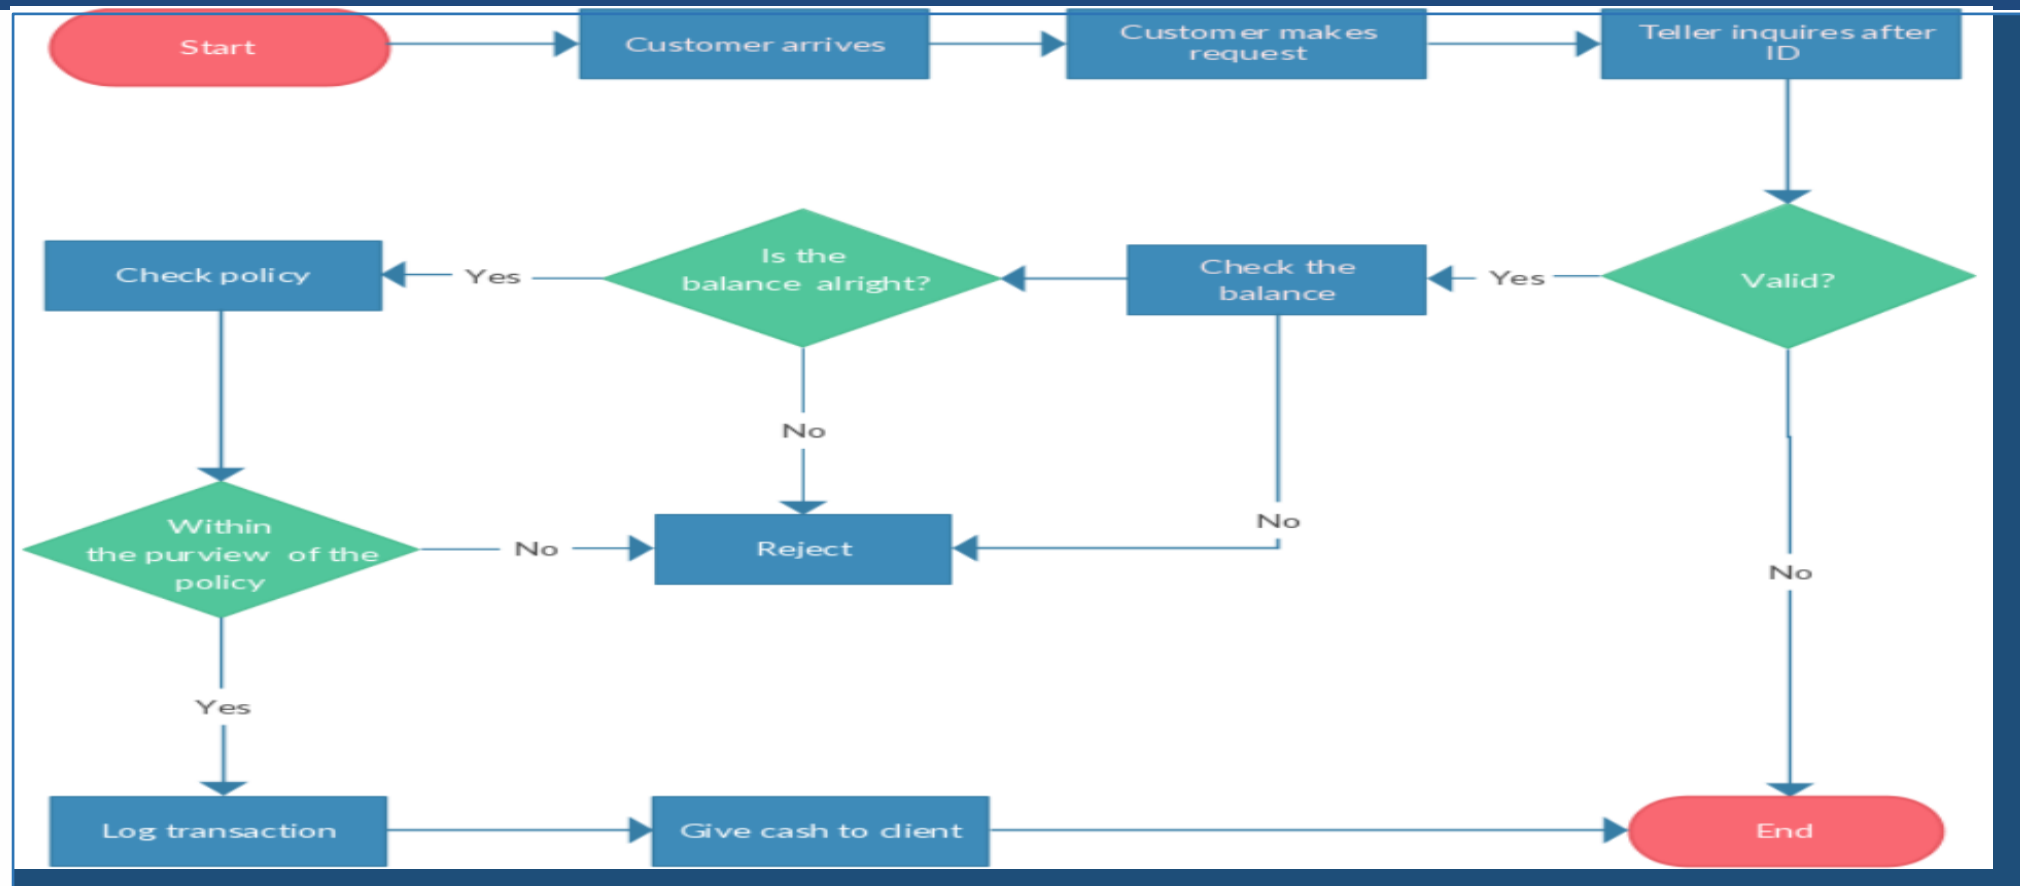 Start
Customer arrives
Customer makes
request
Teller inquires after
ID
Check policy
Yes
Is the
balance alright?
Check the
balance
Yes
Valid?
No
No
Within
the purview of the
policy
No
Reject
No
Yes
Log transaction
Give cash to client
End